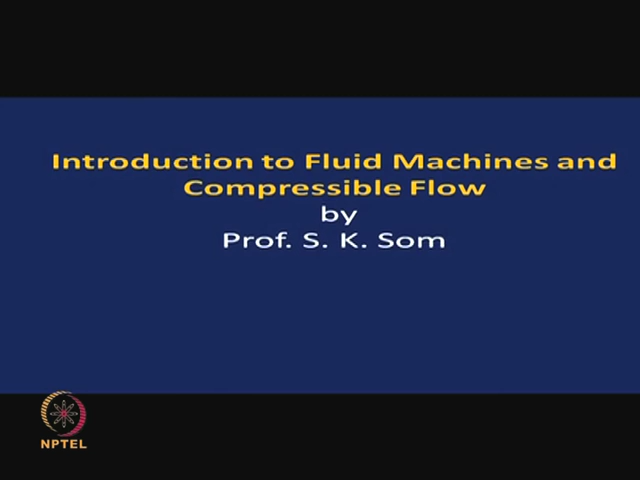 Introduction to Fluid Machines and
Compressible Flow
by
Prof. S. K. Som
NPTEL